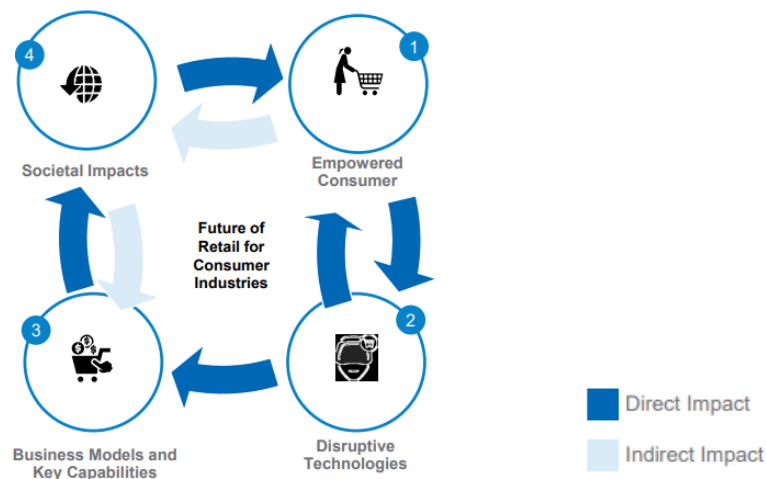 4
1
Societal Impacts
Empowered
Consumer
Future of
Retail for
Consumer
Industries
3
2
Business Models and
Key Capabilities
Disruptive
Technologies
Direct Impact
Indirect Impact